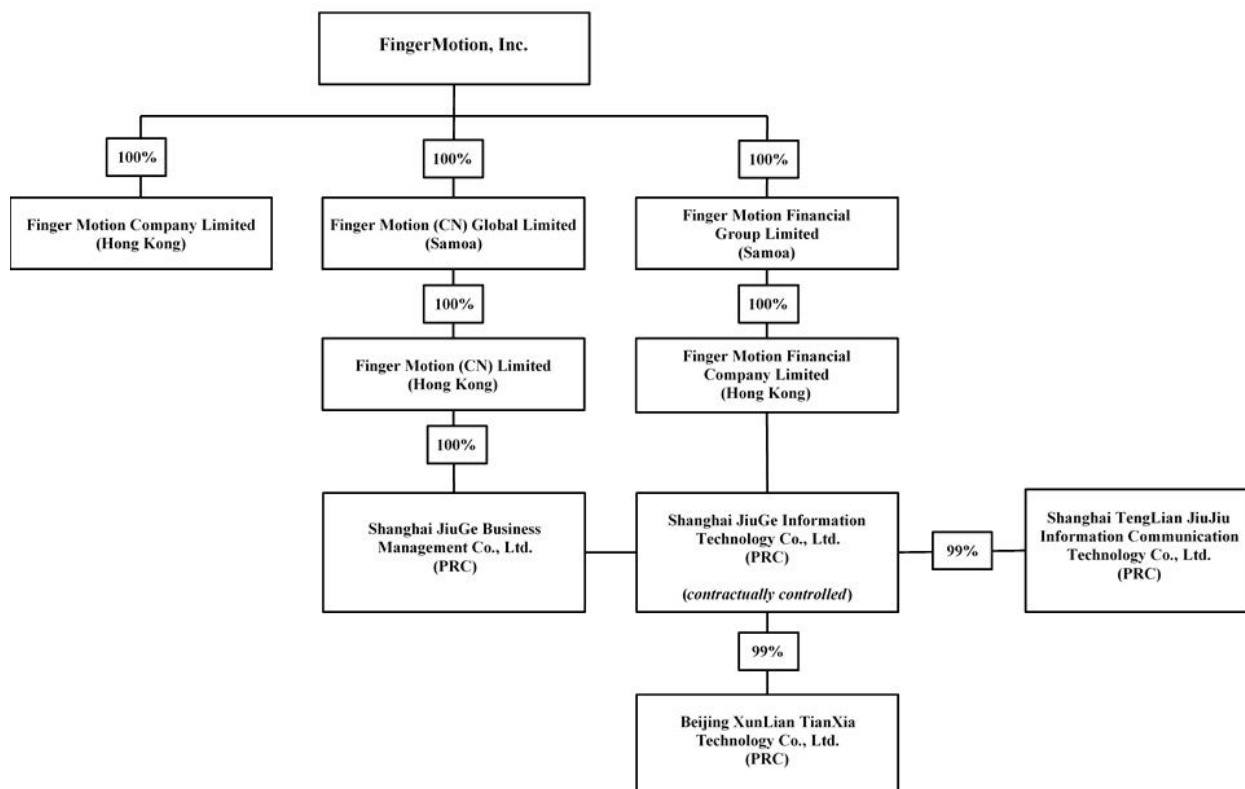 FingerMotion, Inc.
100%
100%
100%
Finger Motion Company Limited
(Hong Kong)
Finger Motion (CN) Global Limited
(Samoa)
Finger Motion Financial
Group Limited
(Samoa)
100%
100%
Finger Motion (CN) Limited
(Hong Kong)
Finger Motion Financial
Company Limited
(Hong Kong)
100%
Shanghai JiuGe Business
Management Co., Ltd.
(PRC)
Shanghai JiuGe Information
Technology Co., Ltd.
(PRC)
(contractually controlled)
99%
Shanghai TengLian JiuJiu
Information Communication
Technology Co., Ltd.
(PRC)
99%
Beijing XunLian TianXia
Technology Co., Ltd.
(PRC)